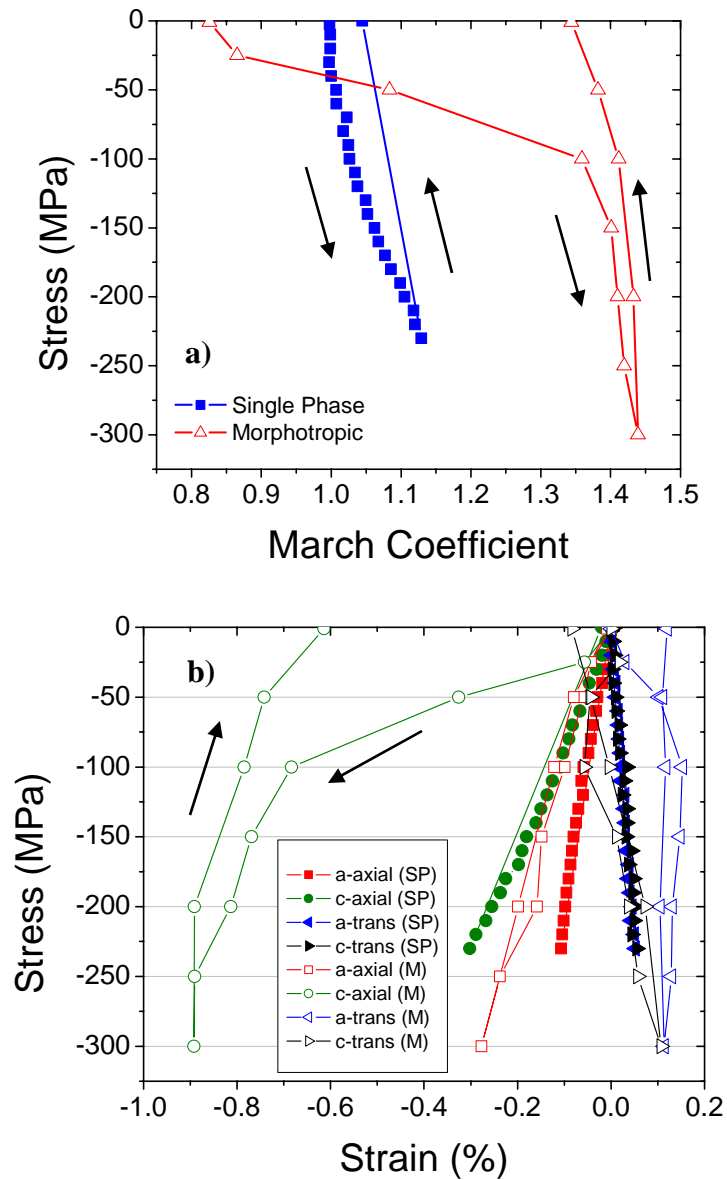 0
-50
-100
-150
-200
-250
-300
Stress (MPa)
a)
Single Phase
Morphotropic
0.8 0.9 1.0 1.1 1.2 1.3 1.4 1.5
March Coefficient
0
-50
-100
-150
-200
-250
-300
Stress (MPa)
b)
a-axial (SP)
c-axial (SP)
a-trans (SP)
c-trans (SP)
a-axial (M)
c-axial (M)
a-trans (M)
c-trans (M)
-1.0 -0.8 -0.6 -0.4 -0.2 0.0 0.2
Strain (%)